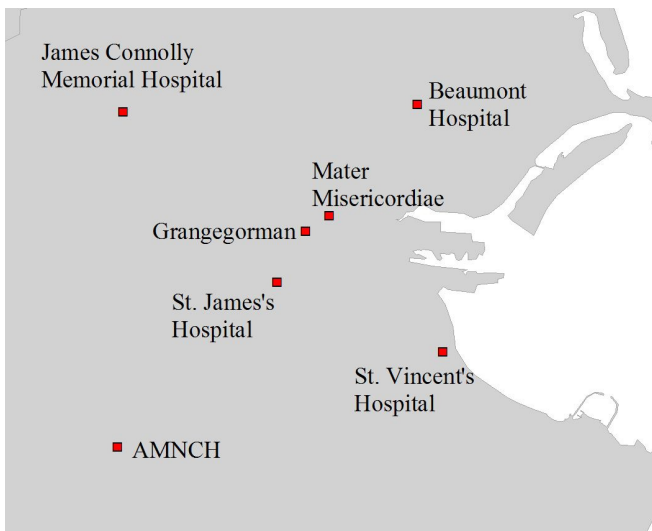 James Connolly
Memorial Hospital
Beaumont
Hospital
Mater
Misericordiae
Grangegorman
St. James's
Hospital
St. Vincent's
Hospital
AMNCH